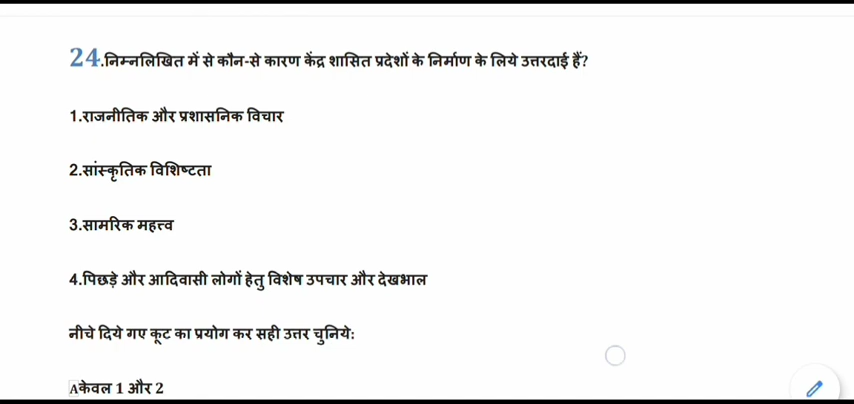 24.निम्नलिखित में से कौन-से कारण केंद्र शासित प्रदेशों के निर्माण के लिये उत्तरदाई हैं?
1.राजनीतिक और प्रशासनिक विचार
2.सांस्कृतिक विशिष्टता
3.सामरिक महत्त्व
4.पिछड़े और आदिवासी लोगों हेतु विशेष उपचार और देखभाल
नीचे दिये गए कूट का प्रयोग कर सही उत्तर चुनिये:
Aकेवल 1 और 2